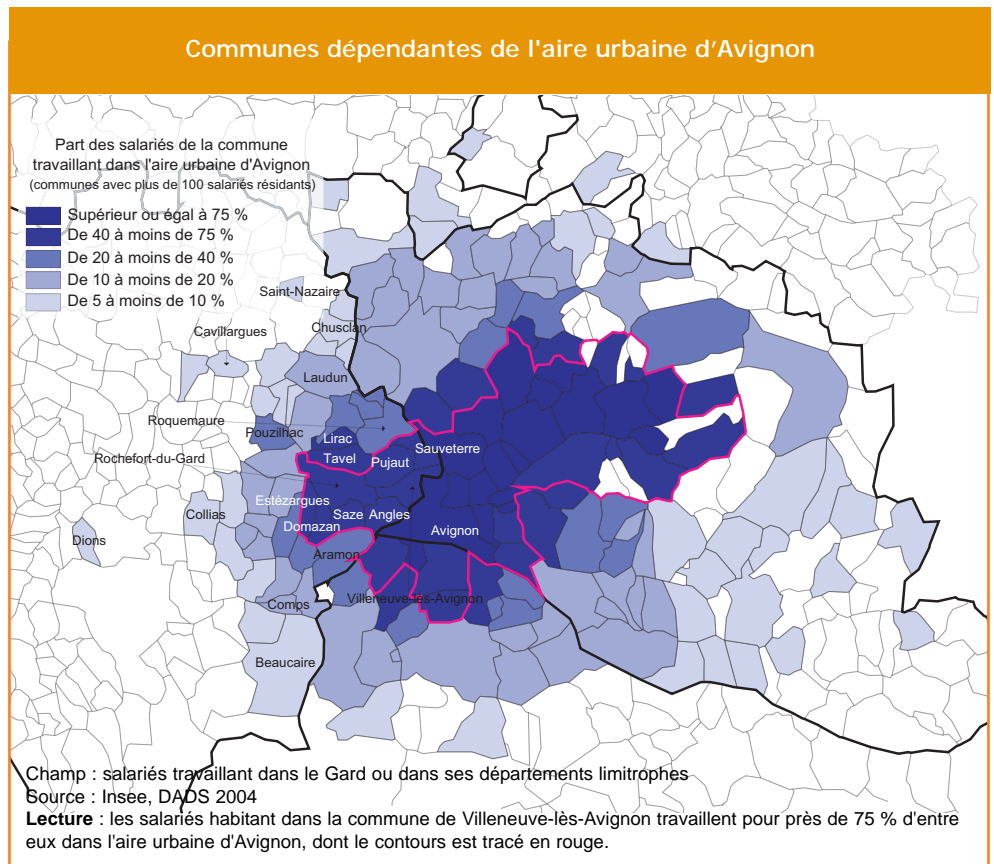 Communes dépendantes de l'aire urbaine d'Avignon
Part des salariés de la commune
travaillant dans l'aire urbaine d'Avignon
(communes avec plus de 100 salariés résidants)
Supérieur ou égal à 75 %
De 40 à moins de 75 %
De 20 à moins de 40 %
De 10 à moins de 20 %
De 5 à moins de 10 %
Saint-Nazaire
Chusclan
Cavillargues
Laudun
Roquemaure
Pouzilhac
Lirac
Sauveterre
Rochefort-du-Gard
Tavel
Pujaut
Estézargues
Collias
Saze
Angles
Domazan
Avignon
Dions
Aramon
Villeneuve-lès-Avignon
Comps
Beaucaire
Champ : salariés travaillant dans le Gard ou dans ses départements limitrophes
Source : Insee, DADS 2004
Lecture : les salariés habitant dans la commune de Villeneuve-lès-Avignon travaillent pour près de 75 % d'entre
eux dans l'aire urbaine d'Avignon, dont le contours est tracé en rouge.